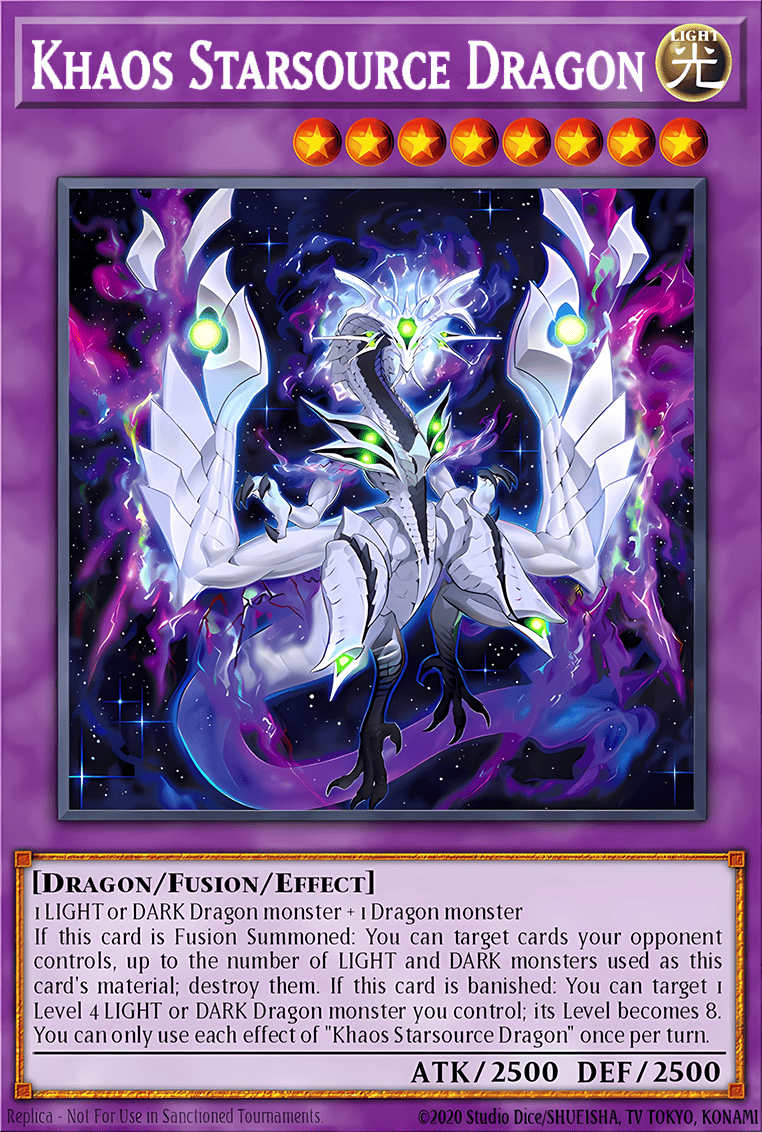 Khaos Starsource Dragon
LIGHT
光
[Dragon/Fusion/Effect]
1 LIGHT or DARK Dragon monster + 1 Dragon monster
If this card is Fusion Summoned: You can target cards your opponent
controls, up to the number of LIGHT and DARK monsters used as this
card's material; destroy them. If this card is banished: You can target 1
Level 4 LIGHT or DARK Dragon monster you control; its Level becomes 8.
You can only use each effect of "Khaos Starsource Dragon" once per turn.
ATK/2500 DEF/2500
Replica - Not For Use in Sanctioned Tournaments.
©2020 Studio Dice/SHUEISHA, TV TOKYO, KONAMI